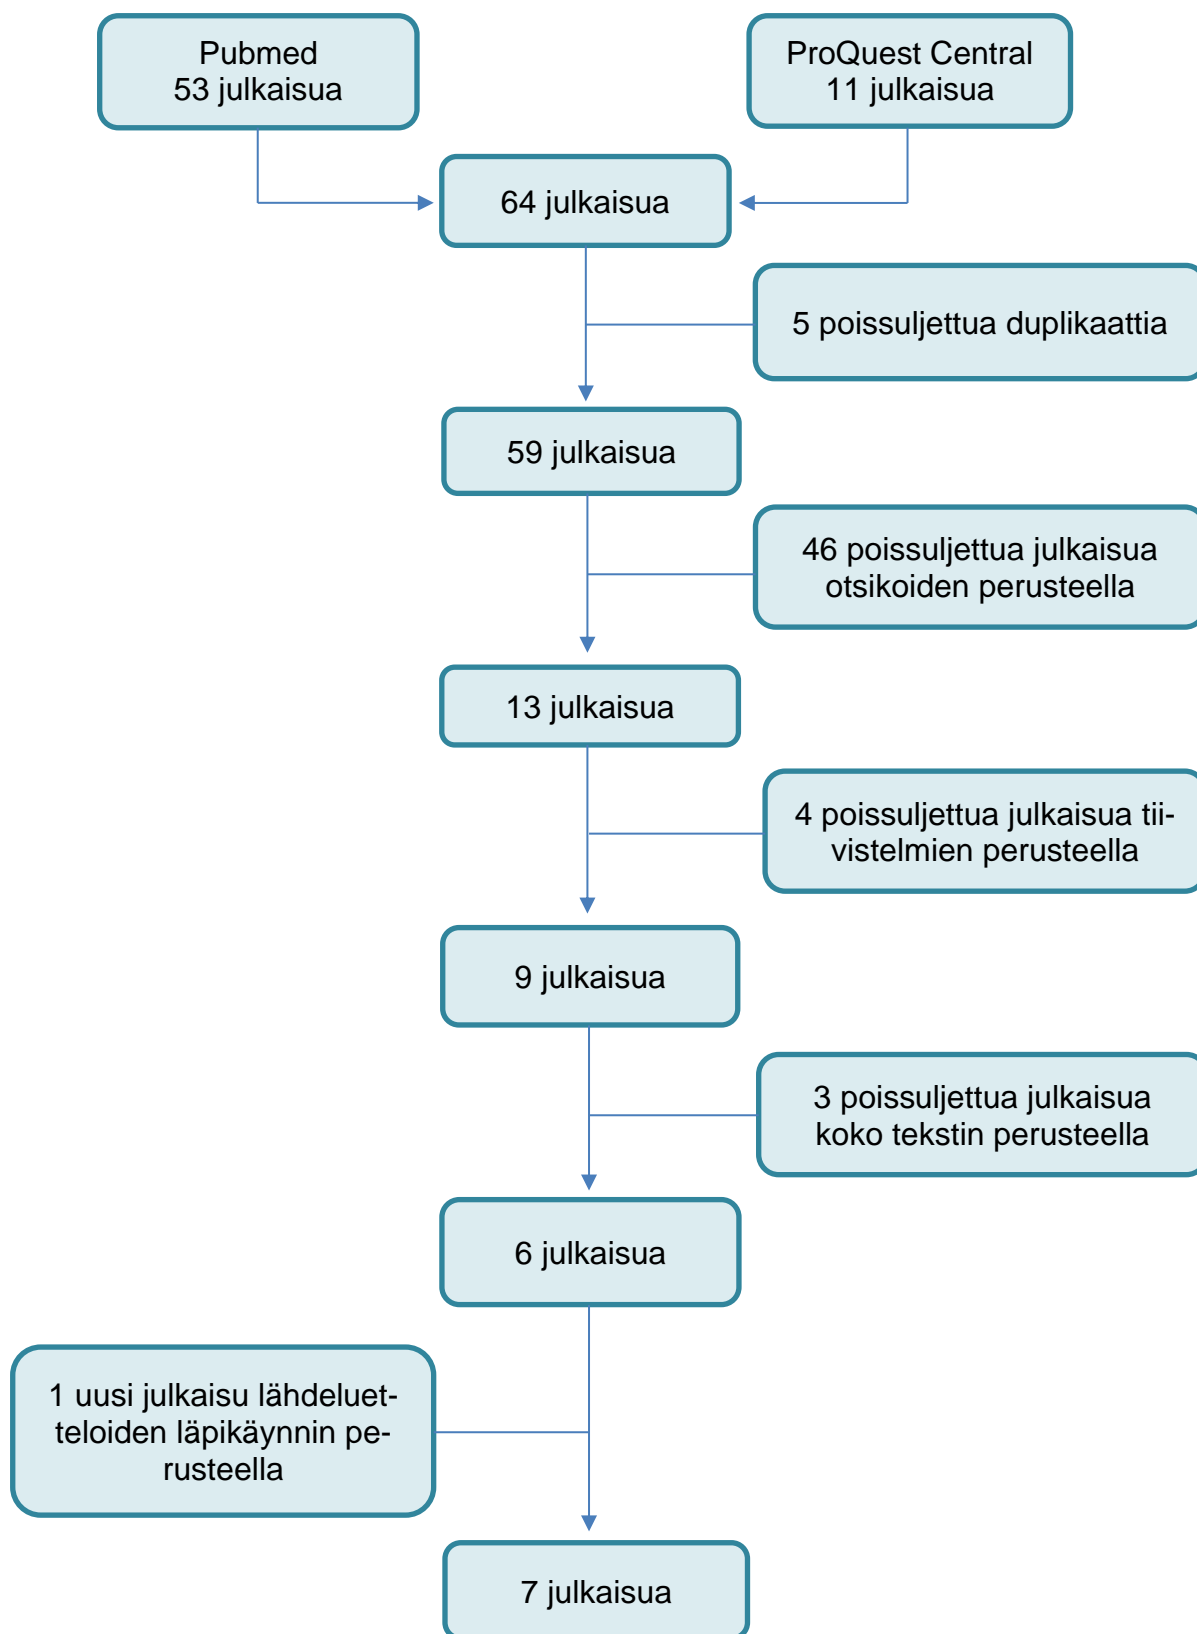 Pubmed
53 julkaisua
ProQuest Central
11 julkaisua
64 julkaisua
5 poissuljettua duplikaattia
59 julkaisua
46 poissuljettua julkaisua
otsikoiden perusteella
13 julkaisua
4 poissuljettua julkaisua tii-
vistelmien perusteella
9 julkaisua
3 poissuljettua julkaisua
koko tekstin perusteella
6 julkaisua
1 uusi julkaisu lähdeluet-
teloiden läpikäynnin pe-
rusteella
7 julkaisua